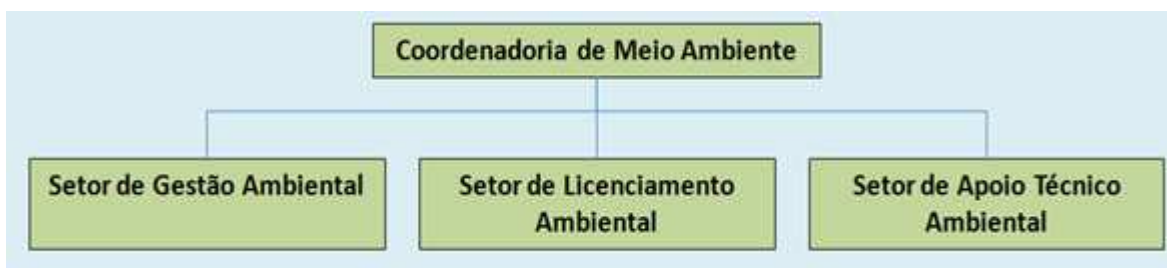 Coordenadoria de Meio Ambiente
Setor de Gestão Ambiental
Setor de Licenciamento
Ambiental
Setor de Apoio Técnico
Ambiental